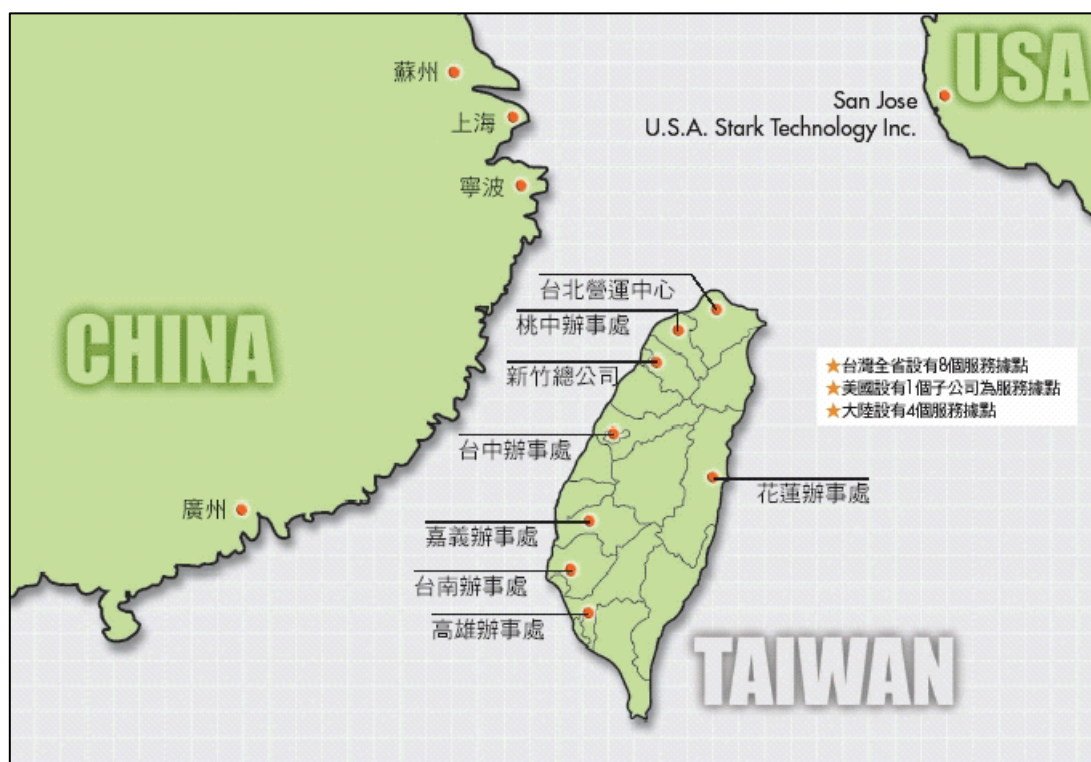 USA
蘇州
San Jose
U.S.A. Stark Technology Inc.
上海
寧波
台北營運中心
桃中辦事處
CHINA
新竹總公司
★台灣全省設有8個服務據點
★美國設有1個子公司為服務據點
★大陸設有4個服務據點
台中辦事處
花蓮辦事處
廣州
嘉義辦事處
台南辦事處
高雄辦事處
TAIWAN